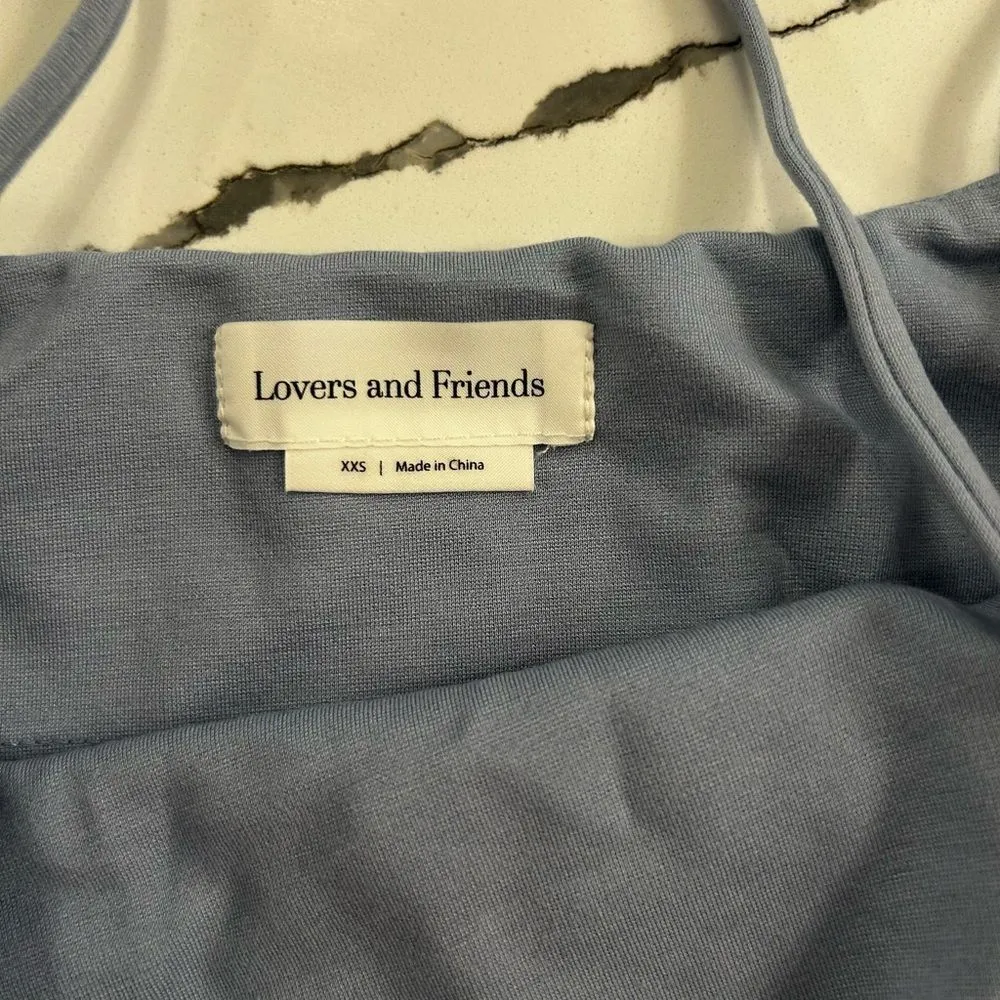 Lovers and Friends
XXS | Made in China